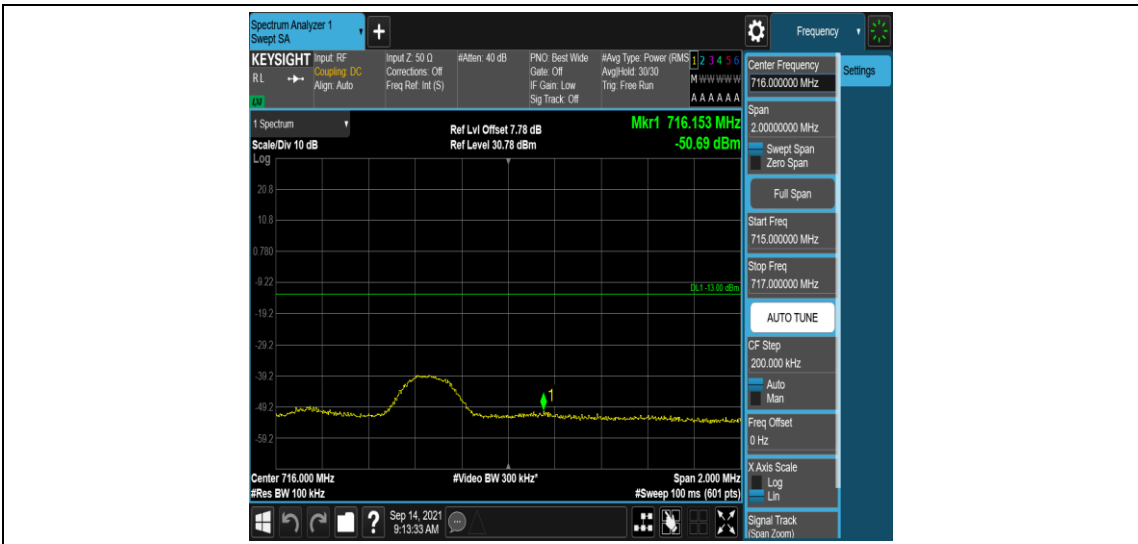 Spectrum Analyzer 1
Swept SA
+
Frequency
KEYSIGHT
Input: RF
Coupling: DC
Align: Auto
RL
LXI
Input Z: 50 Ω
Corrections: Off
Freq Ref: Int (S)
#Atten: 40 dB
PNO: Best Wide
Gate: Off
IF Gain: Low
Sig Track: Off
#Avg Type: Power (RMS
Avg|Hold: 30/30
Trig: Free Run
1 2 3 4 5 6
M W W W W W
A A A A A A
1 Spectrum
Scale/Div 10 dB
Ref Lvl Offset 7.78 dB
Ref Level 30.78 dBm
Mkr1 716.153 MHz
-50.69 dBm
Log
20.8
10.8
0.780
-9.22
DL1 -13.00 dBm
-19.2
-29.2
-39.2
1
-49.2
-59.2
Center 716.000 MHz
#Video BW 300 kHz*
Span 2.000 MHz
#Res BW 100 kHz
#Sweep 100 ms (601 pts)
?
Sep 14, 2021
9:13:33 AM
Center Frequency
716.000000 MHz
Settings
Span
2.00000000 MHz
Swept Span
Zero Span
Full Span
Start Freq
715.000000 MHz
Stop Freq
717.000000 MHz
AUTO TUNE
CF Step
200.000 kHz
Auto
Man
Freq Offset
0 Hz
X Axis Scale
Log
Lin
Signal Track
(Span Zoom)